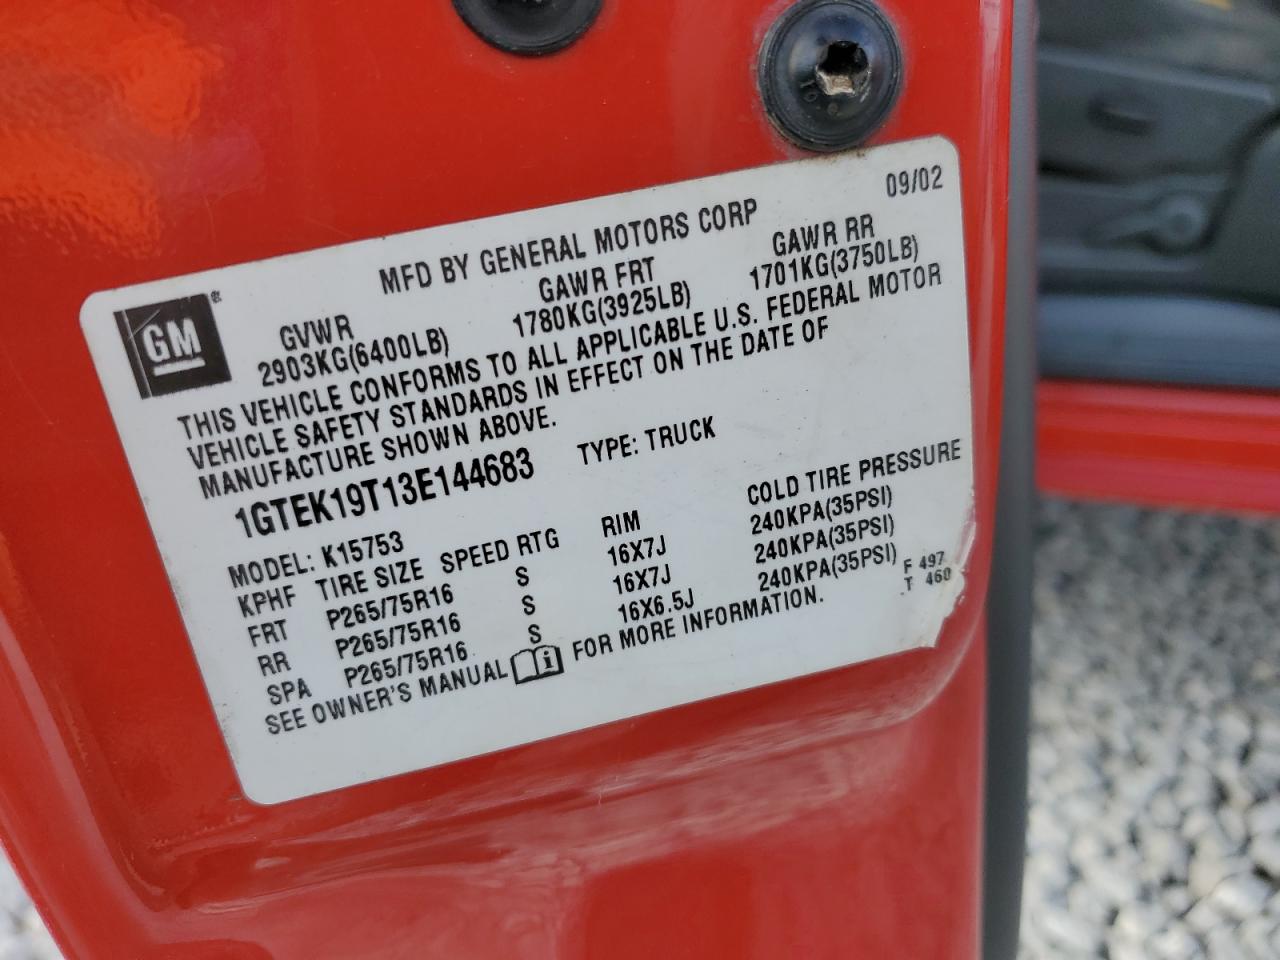 09/02
MFD BY GENERAL MOTORS CORP
GM®
GVWR GAWR FRT GAWR RR
2903KG(6400LB) 1780KG(3925LB) 1701KG(3750LB)
THIS VEHICLE CONFORMS TO ALL APPLICABLE U.S. FEDERAL MOTOR
VEHICLE SAFETY STANDARDS IN EFFECT ON THE DATE OF
MANUFACTURE SHOWN ABOVE.
1GTEK19T13E144683 TYPE: TRUCK
MODEL: K15753
KPHF TIRE SIZE SPEED RTG RIM COLD TIRE PRESSURE
FRT P265/75R16 S 16X7J 240KPA(35PSI)
RR P265/75R16 S 16X7J 240KPA(35PSI)
SPA P265/75R16 S 16X6.5J 240KPA(35PSI)
SEE OWNER'S MANUAL FOR MORE INFORMATION.
F 497
T 460